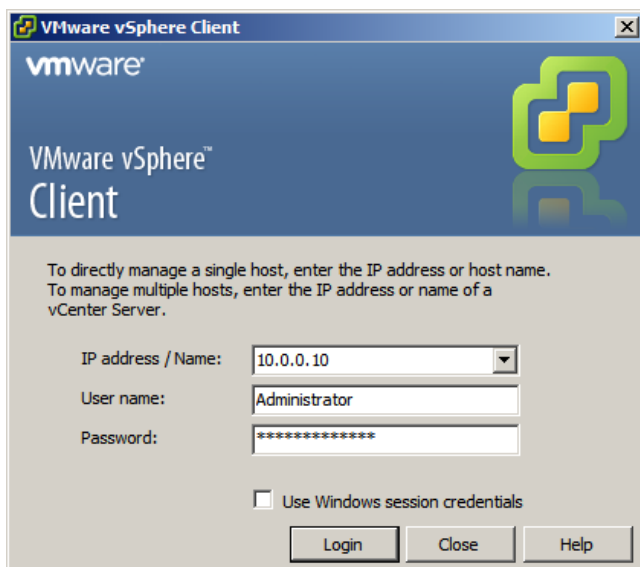 VMware vSphere Client
vmware®
VMware vSphere™
Client
To directly manage a single host, enter the IP address or host name.
To manage multiple hosts, enter the IP address or name of a
vCenter Server.
IP address / Name: 10.0.0.10
User name: Administrator
Password: *************
Use Windows session credentials
Login Close Help